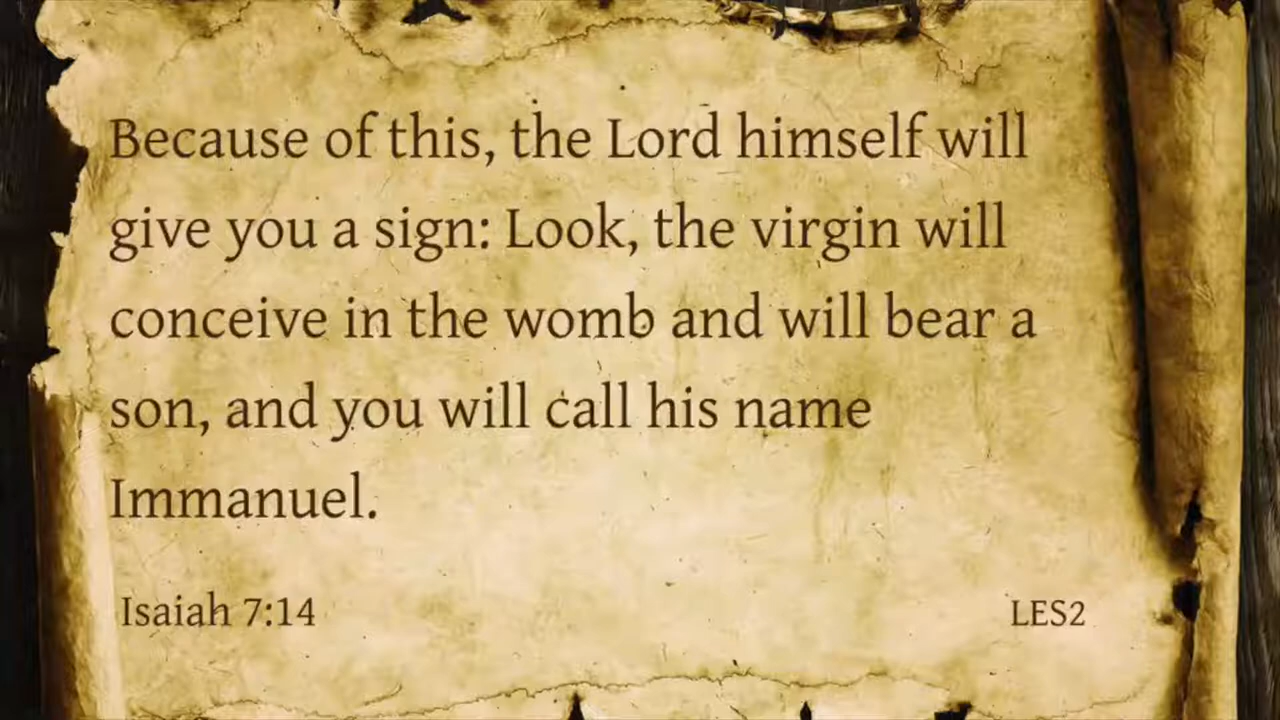 Because of this, the Lord himself will
give you a sign: Look, the virgin will
conceive in the womb and will bear a
son, and you will call his name
Immanuel.
Isaiah 7:14 LES2